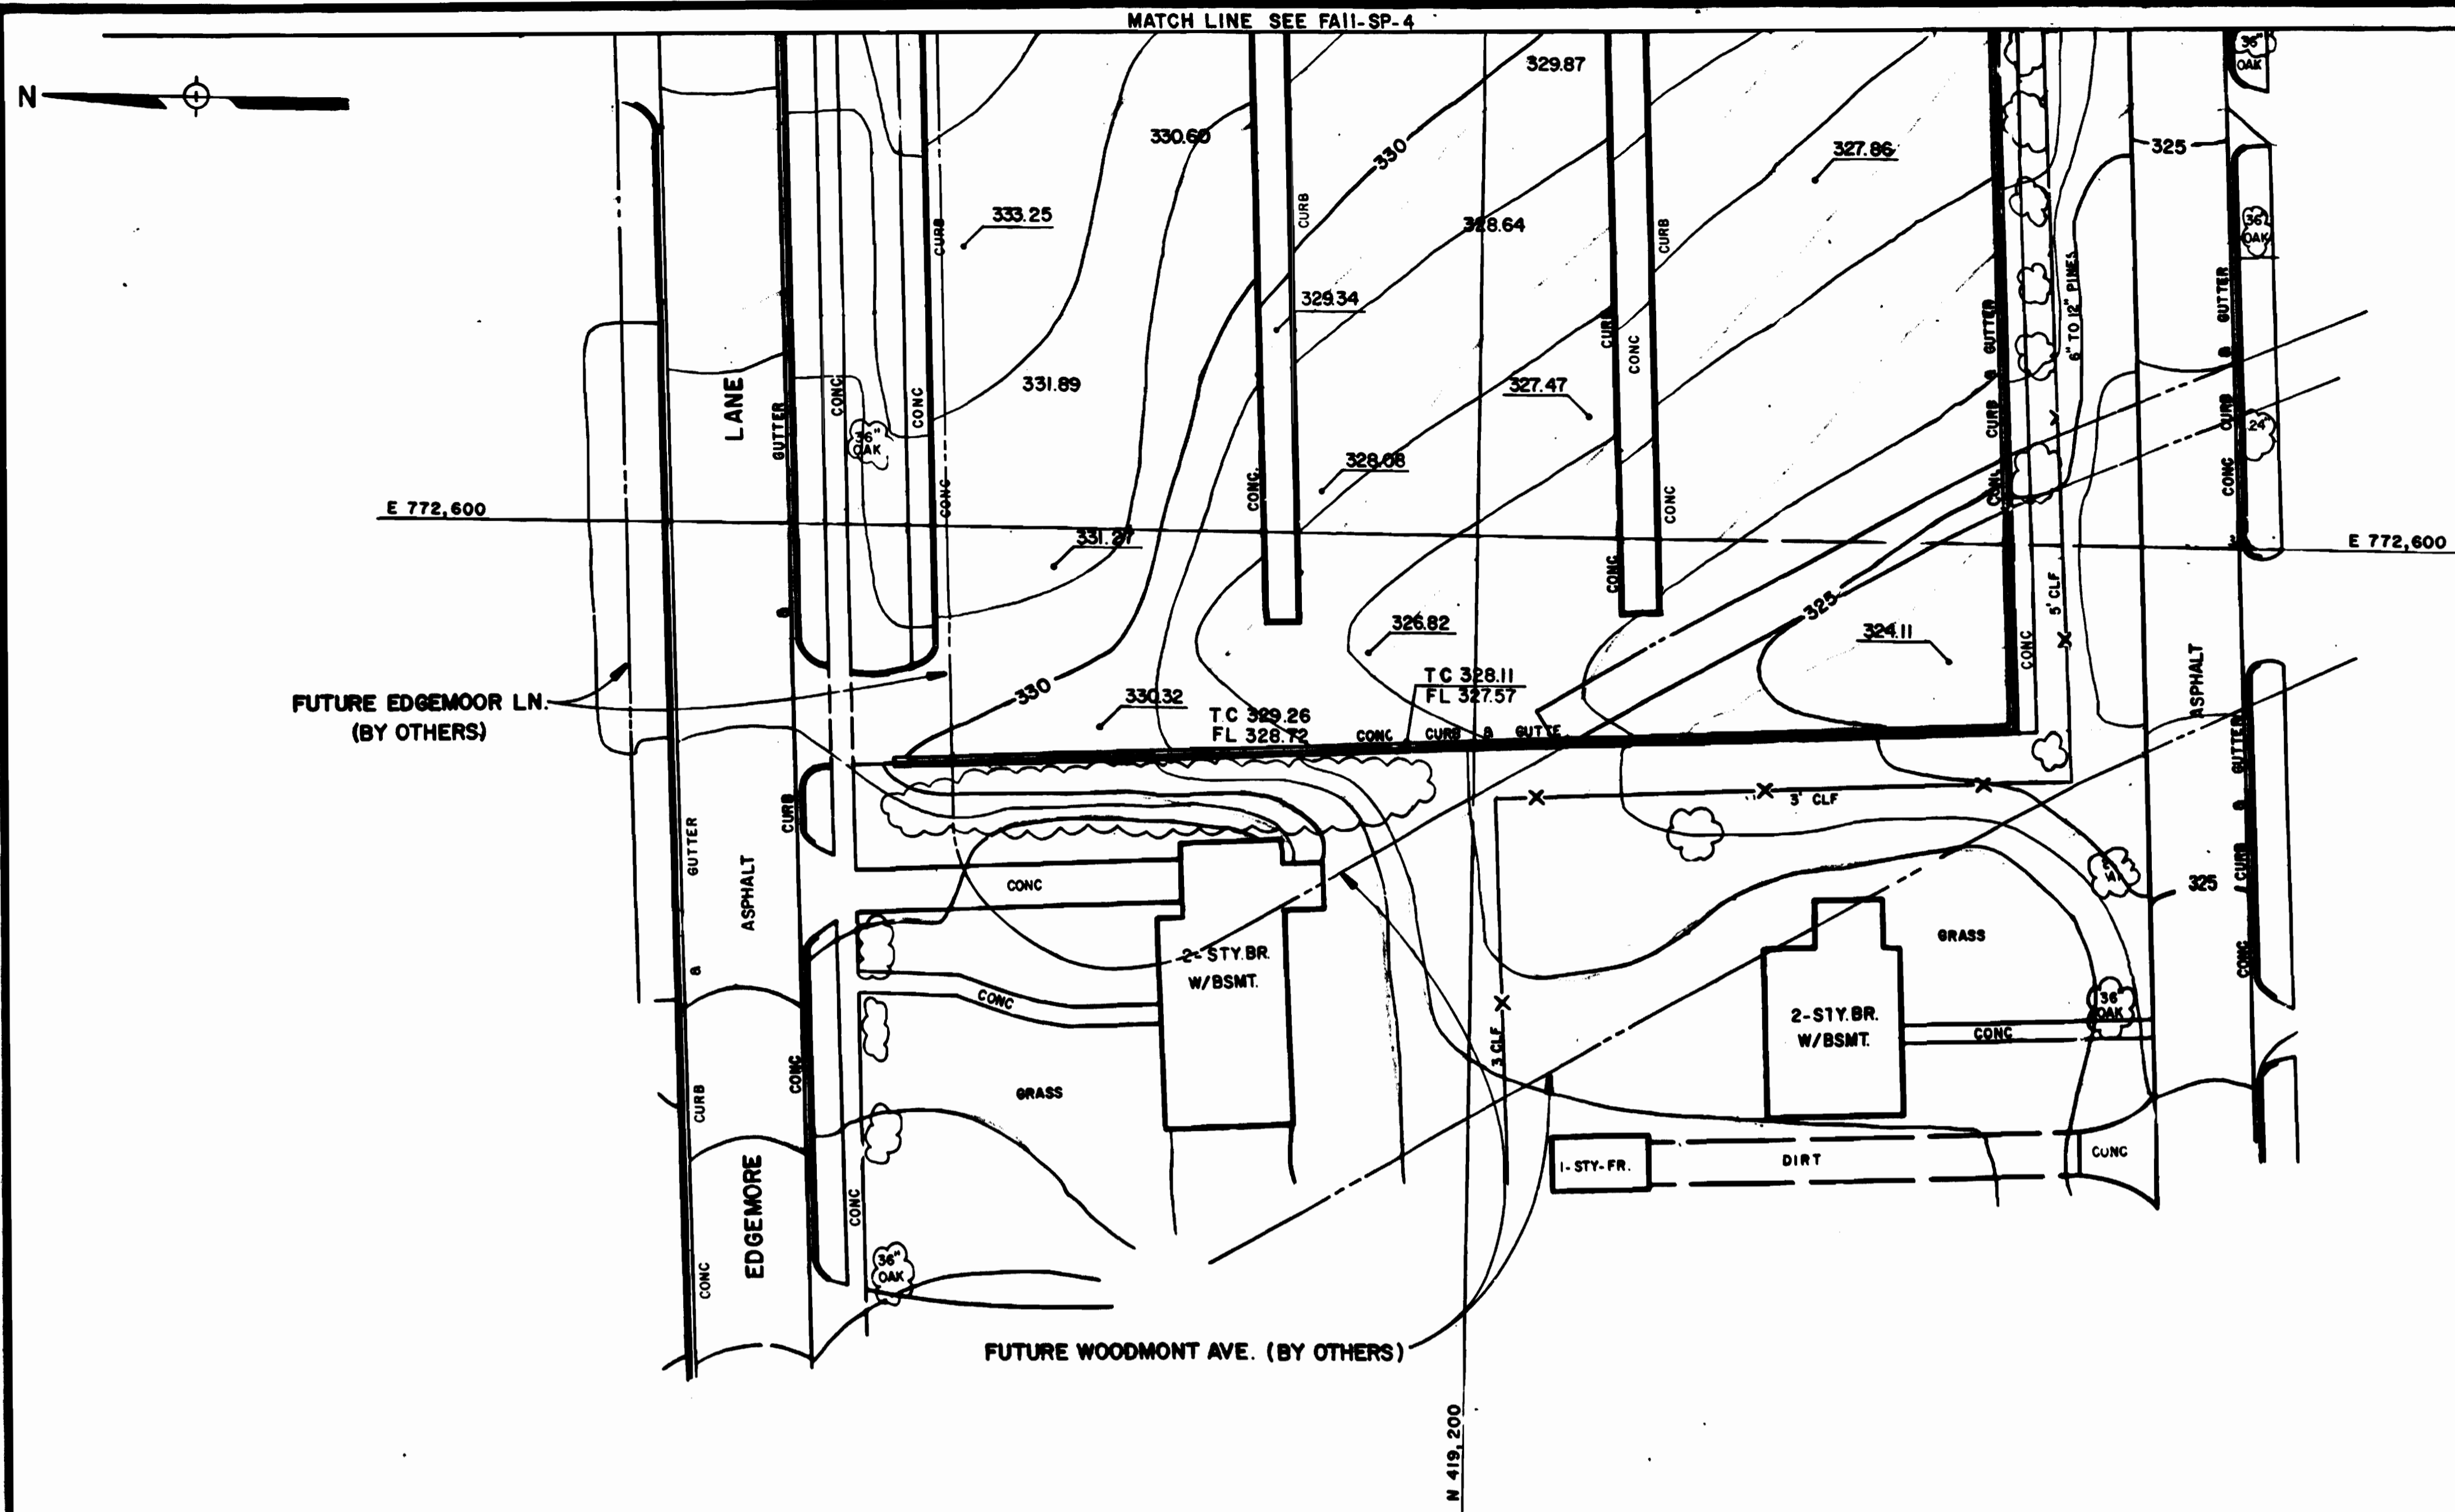 MATCH LINE SEE FA11-SP-4
N
36" OAK
329.87
330.60
330
327.86
325
333.25
CURB
CURB
328.64
CURB
36" OAK
329.34
6" TO 12" PINES
GUTTER
LANE
GUTTER
CONC
CONC
331.89
CURB
CONC
327.47
CONC CURB & GUTTER
CONC CURB & GUTTER
36" OAK
24"
328.08
CONC
CONC
CONC
E 772,600
E 772,600
331.27
CONC
&
5' CLF
325
326.82
324.11
CONC
ASPHALT
FUTURE EDGEMOOR LN.
(BY OTHERS)
330
330.32
TC 328.11
FL 327.57
TC 329.26
FL 328.72
CONC CURB & GUTTE
CURB
GUTTER
3' CLF
CONC CURB & GUTTER
ASPHALT
CONC
325
&
2-STY.BR.
W/BSMT.
GRASS
CONC
36" OAK
2-STY.BR.
W/BSMT.
CONC
3' CLF
CONC
CURB
GRASS
1-STY-FR.
DIRT
CONC
EDGEMORE
CONC
CONC
36" OAK
FUTURE WOODMONT AVE. (BY OTHERS)
N 419,200